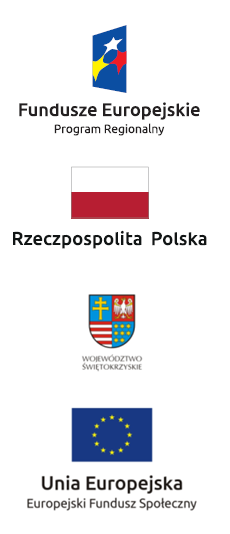 Fundusze Europejskie
Program Regionalny
Rzeczpospolita Polska
WOJEWÓDZTWO
ŚWIĘTOKRZYSKIE
Unia Europejska
Europejski Fundusz Społeczny